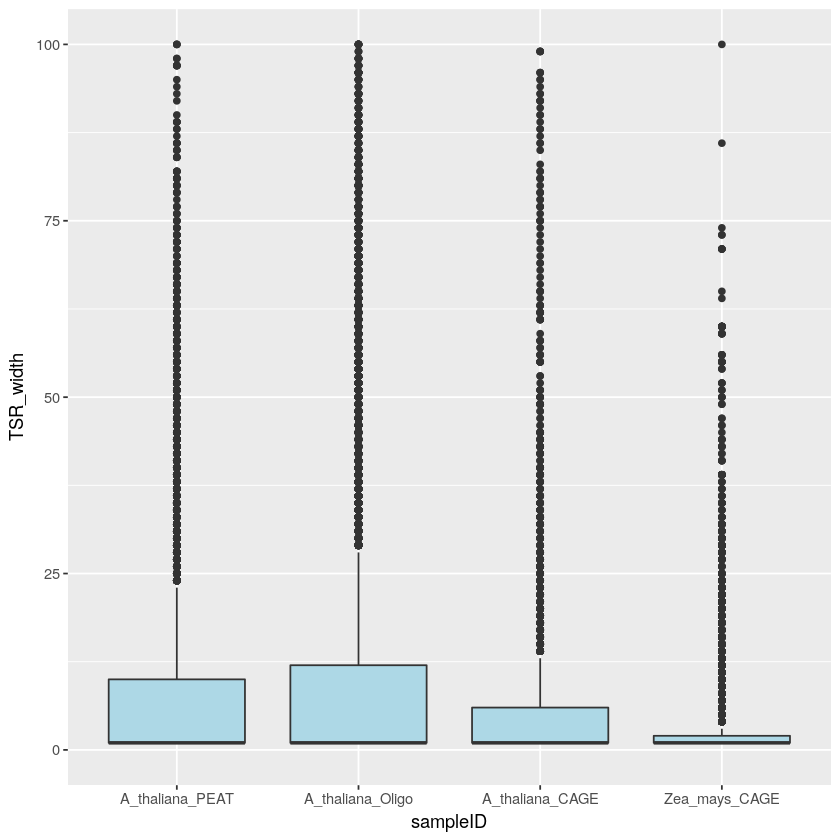 TSR_width
100
75
50
25
0
A_thaliana_PEAT
A_thaliana_Oligo
A_thaliana_CAGE
Zea_mays_CAGE
sampleID